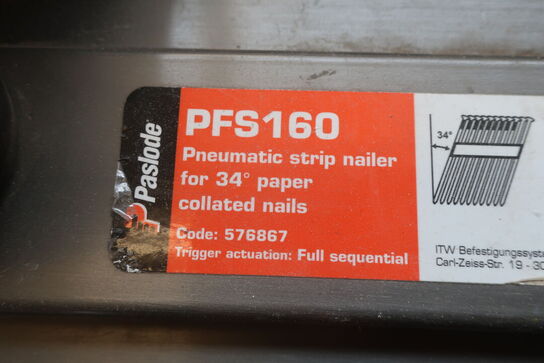 Paslode
PFS160
Pneumatic strip nailer
for 34° paper
collated nails
Code: 576867
Trigger actuation: Full sequential
34°
ITW
Carl-Zeiss-Str. 19 - 30